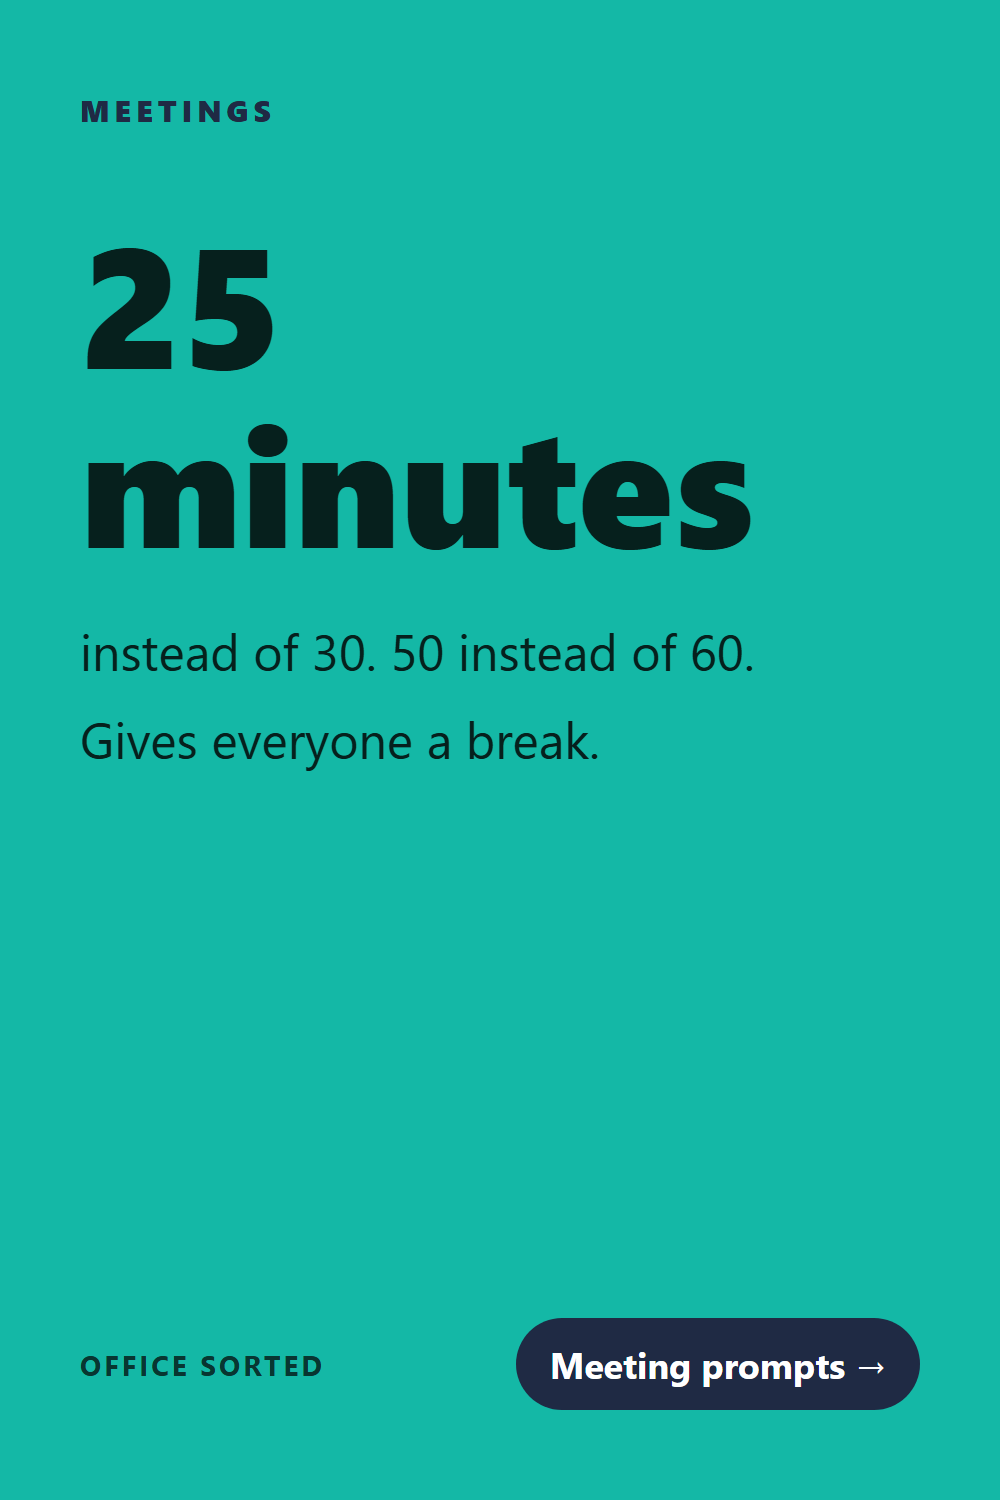 MEETINGS
25
minutes
instead of 30. 50 instead of 60.
Gives everyone a break.
OFFICE SORTED
Meeting prompts →